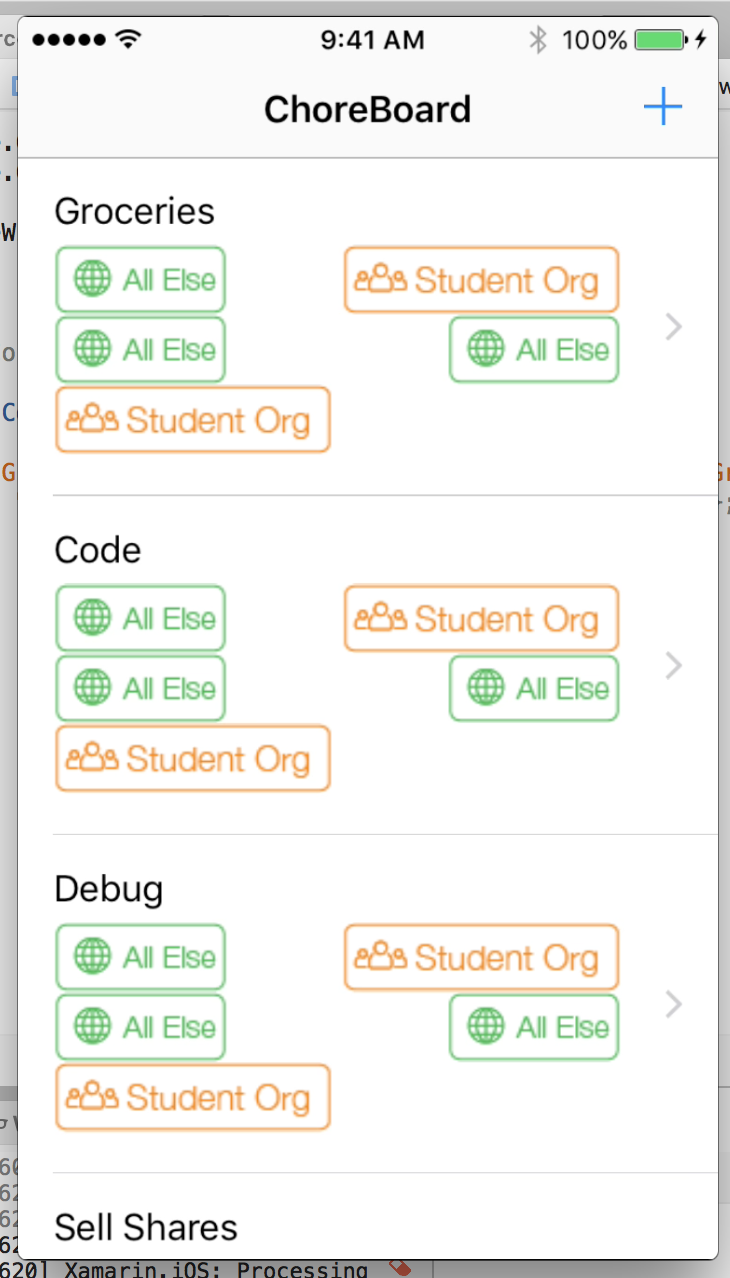 9:41 AM 100%
ChoreBoard
Groceries
All Else Student Org
All Else All Else
Student Org
Code
All Else Student Org
All Else All Else
Student Org
Debug
All Else Student Org
All Else All Else
Student Org
Sell Shares
620] Xamarin.iOS: Processing